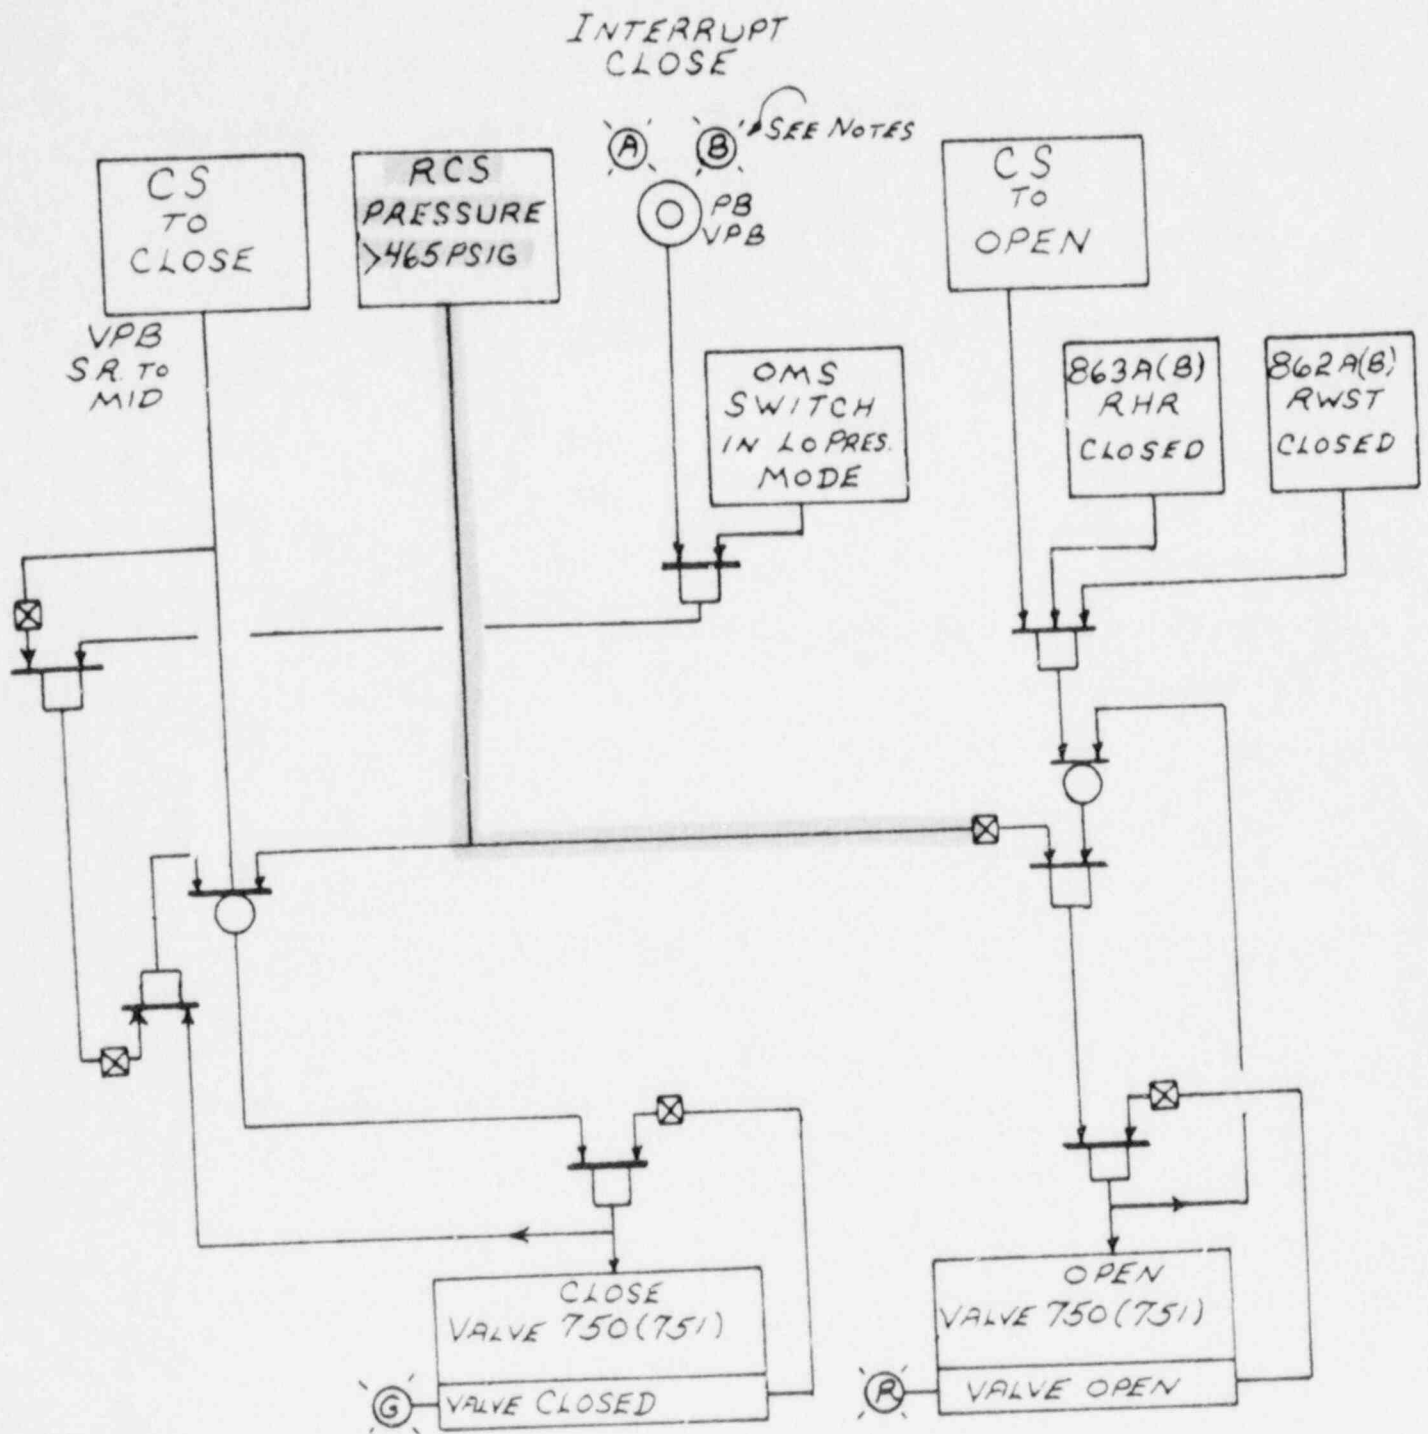 INTERRUPT
CLOSE
A
B
SEE NOTES
CS
TO
CLOSE
RCS
PRESSURE
>465PSIG
PB
VPB
CS
TO
OPEN
VPB
S.R. TO
MID
OMS
SWITCH
IN LO PRES.
MODE
863A(B)
RHR
CLOSED
862A(B)
RWST
CLOSED
CLOSE
VALVE 750(751)
G
VALVE CLOSED
OPEN
VALVE 750(751)
R
VALVE OPEN